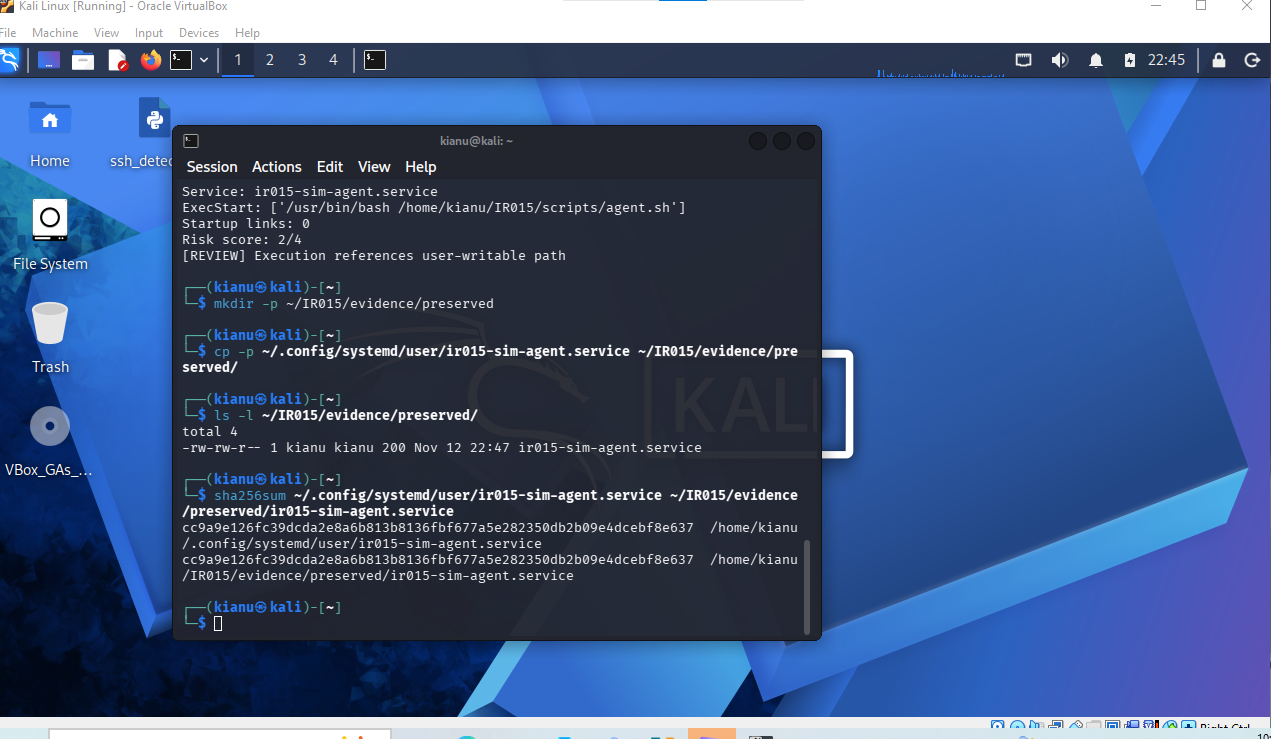 Kali Linux [Running] - Oracle VirtualBox
File Machine View Input Devices Help
1 2 3 4
22:45
Home
ssh_detec
File System
Trash
VBox_GAs_...
kianu@kali: ~
Session Actions Edit View Help
Service: ir015-sim-agent.service
ExecStart: ['/usr/bin/bash /home/kianu/IR015/scripts/agent.sh']
Startup links: 0
Risk score: 2/4
[REVIEW] Execution references user-writable path
┌──(kianu㉿kali)-[~]
└─$ mkdir -p ~/IR015/evidence/preserved
┌──(kianu㉿kali)-[~]
└─$ cp -p ~/.config/systemd/user/ir015-sim-agent.service ~/IR015/evidence/pre
served/
┌──(kianu㉿kali)-[~]
└─$ ls -l ~/IR015/evidence/preserved/
total 4
-rw-rw-r-- 1 kianu kianu 200 Nov 12 22:47 ir015-sim-agent.service
┌──(kianu㉿kali)-[~]
└─$ sha256sum ~/.config/systemd/user/ir015-sim-agent.service ~/IR015/evidence
/preserved/ir015-sim-agent.service
cc9a9e126fc39dcda2e8a6b813b8136fbf677a5e282350db2b09e4dcebf8e637  /home/kianu
/.config/systemd/user/ir015-sim-agent.service
cc9a9e126fc39dcda2e8a6b813b8136fbf677a5e282350db2b09e4dcebf8e637  /home/kianu
/IR015/evidence/preserved/ir015-sim-agent.service
┌──(kianu㉿kali)-[~]
└─$
KALI
Right Ctrl